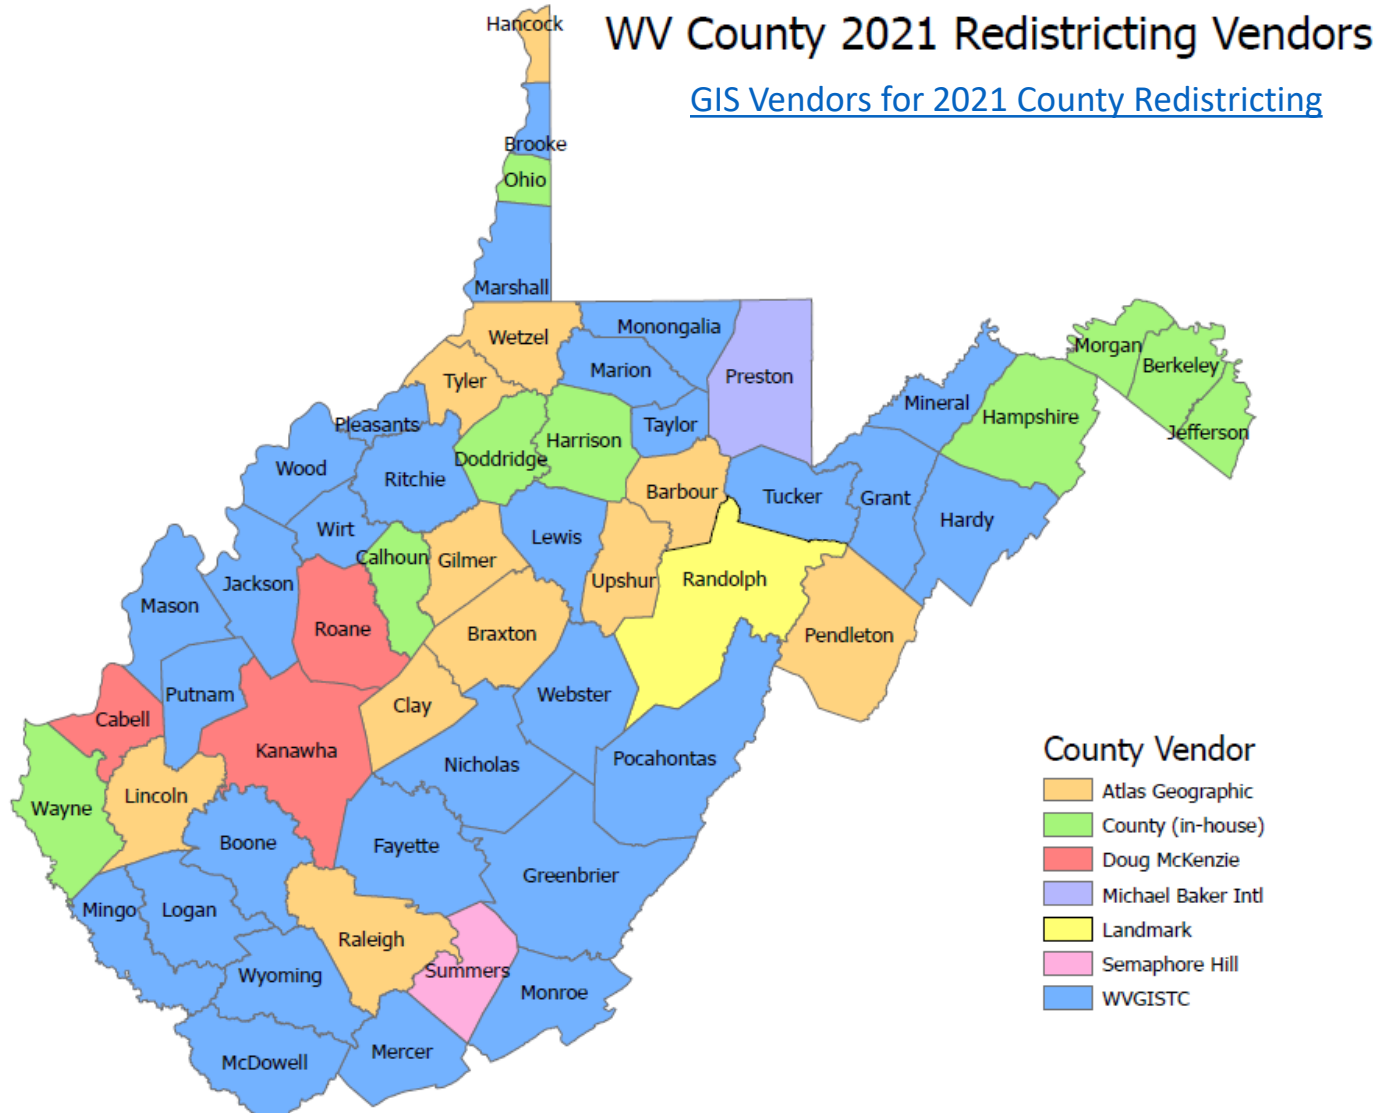 Hancock
WV County 2021 Redistricting Vendors
GIS Vendors for 2021 County Redistricting
Brooke
Ohio
Marshall
Wetzel
Monongalia
Marion
Preston
Tyler
Morgan
Berkeley
Mineral
Hampshire
Jefferson
Pleasants
Taylor
Harrison
Doddridge
Wood
Ritchie
Barbour
Tucker
Grant
Hardy
Wirt
Lewis
Calhoun
Gilmer
Jackson
Upshur
Randolph
Mason
Roane
Braxton
Pendleton
Putnam
Webster
Clay
Cabell
Kanawha
Nicholas
Pocahontas
Wayne
Lincoln
Boone
Fayette
Greenbrier
Mingo
Logan
Raleigh
Wyoming
Summers
Monroe
McDowell
Mercer
County Vendor
Atlas Geographic
County (in-house)
Doug McKenzie
Michael Baker Intl
Landmark
Semaphore Hill
WVGISTC